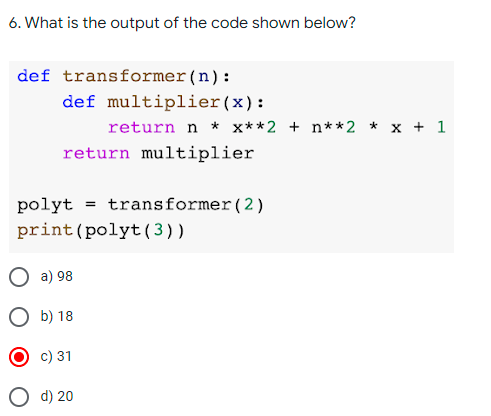 6. What is the output of the code shown below?
def transformer(n):
    def multiplier(x):
        return n * x**2 + n**2 * x + 1
    return multiplier
polyt = transformer(2)
print(polyt(3))
a) 98
b) 18
c) 31
d) 20